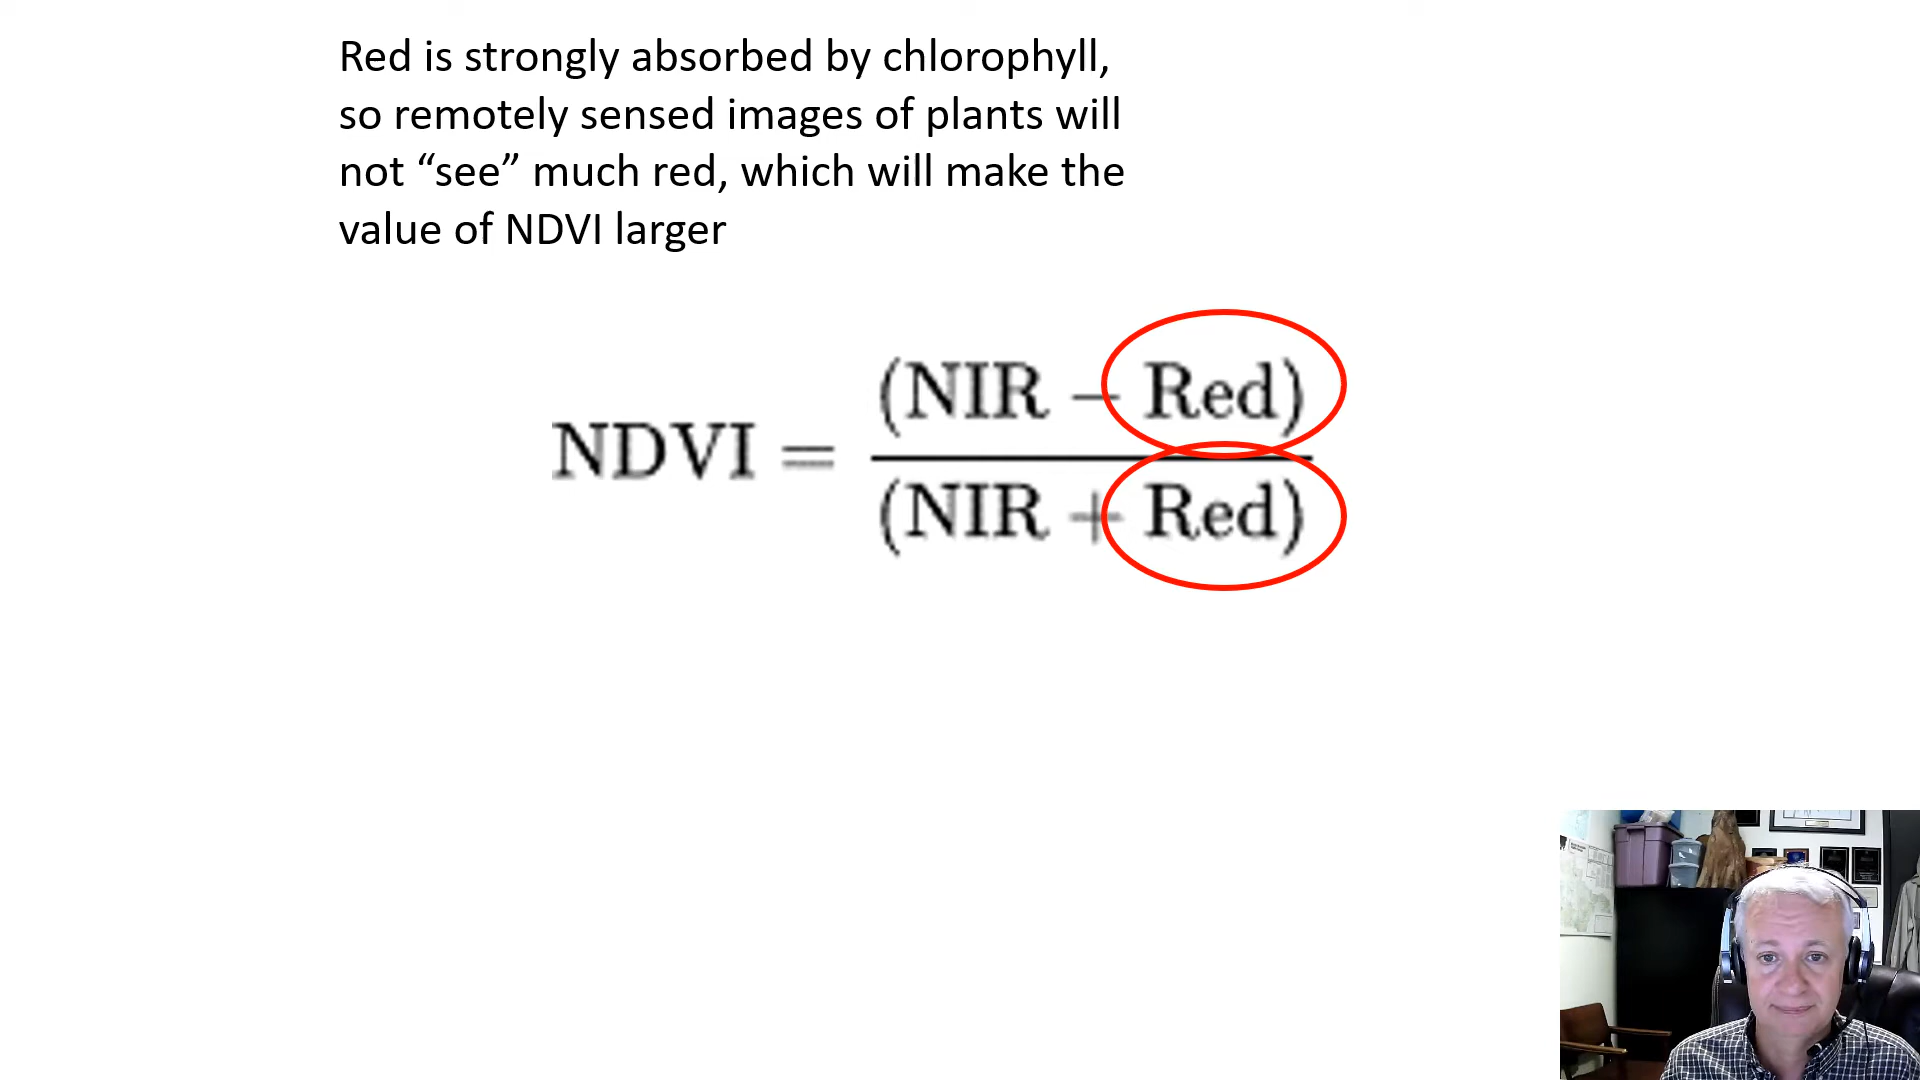 Red is strongly absorbed by chlorophyll,
so remotely sensed images of plants will
not “see” much red, which will make the
value of NDVI larger
NDVI = (NIR − Red)
(NIR + Red)